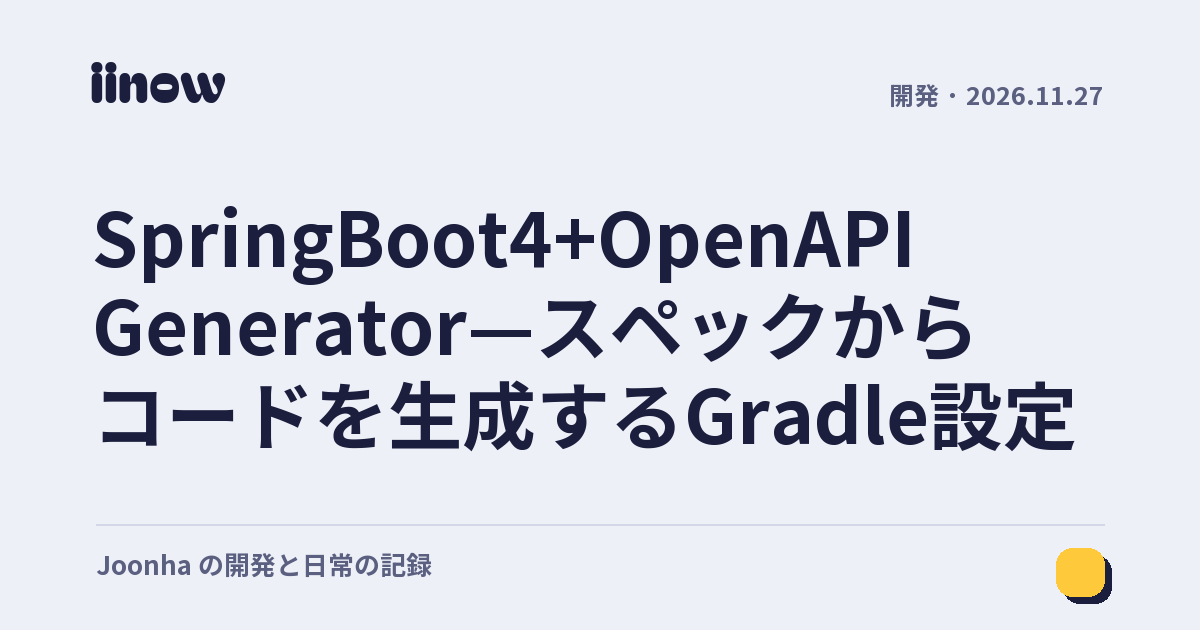 iinow
開発・2026.11.27
SpringBoot4+OpenAPI
Generator—スペックから
コードを生成するGradle設定
Joonha の開発と日常の記録